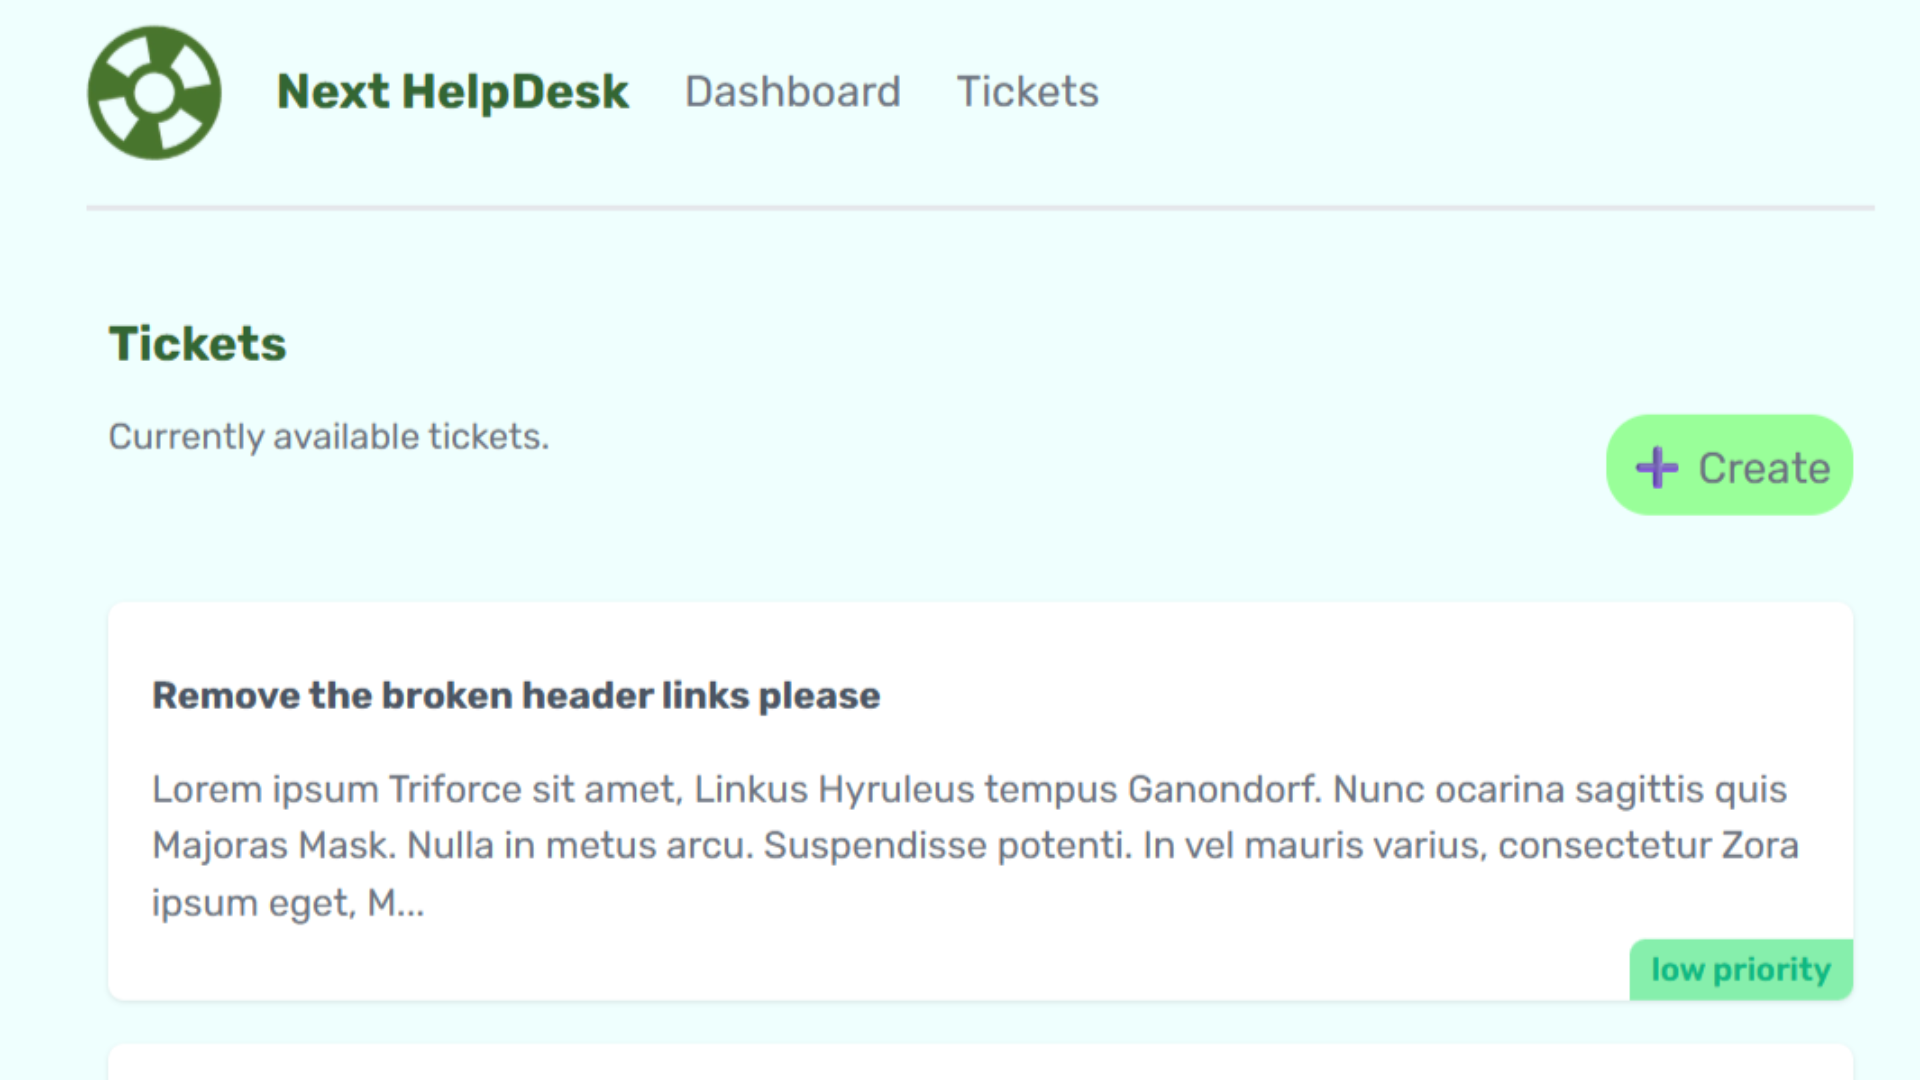 Next HelpDesk Dashboard Tickets
Tickets
Currently available tickets.
Create
Remove the broken header links please
Lorem ipsum Triforce sit amet, Linkus Hyruleus tempus Ganondorf. Nunc ocarina sagittis quis
Majoras Mask. Nulla in metus arcu. Suspendisse potenti. In vel mauris varius, consectetur Zora
ipsum eget, M...
low priority